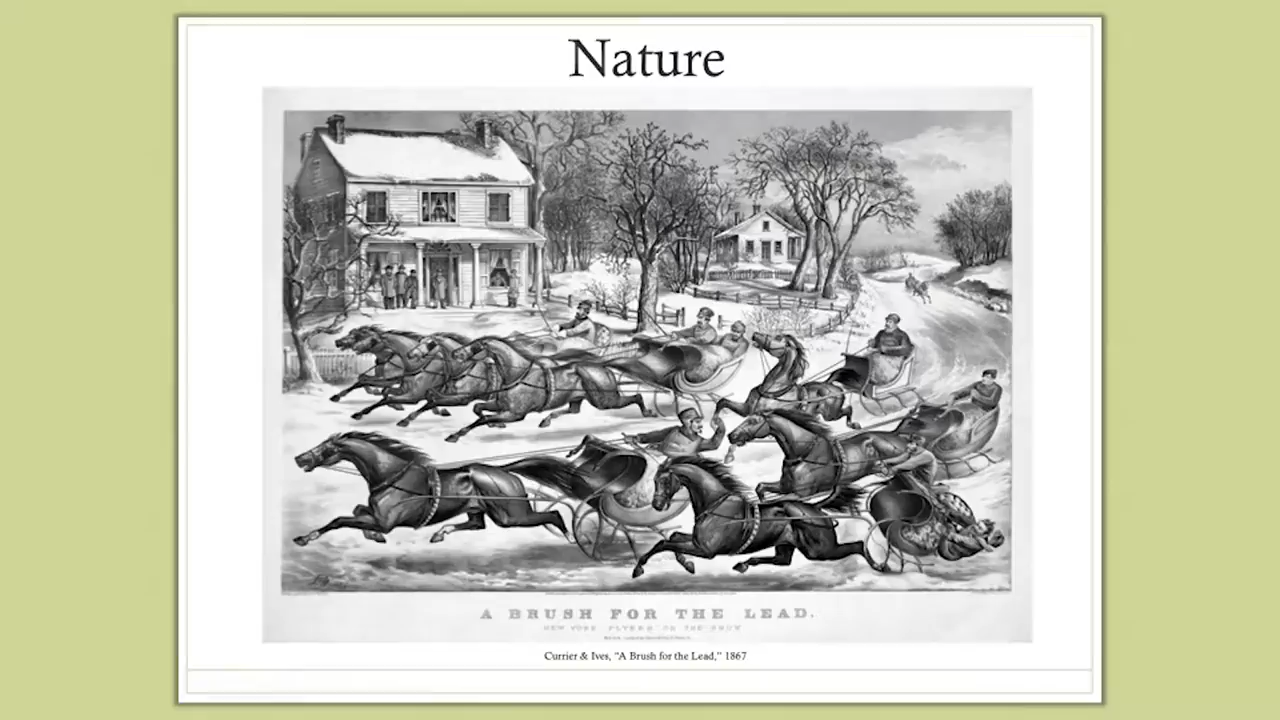 Nature
A BRUSH FOR THE LEAD.
NEW YORK "FLYERS" ON THE SNOW
Currier & Ives, "A Brush for the Lead," 1867